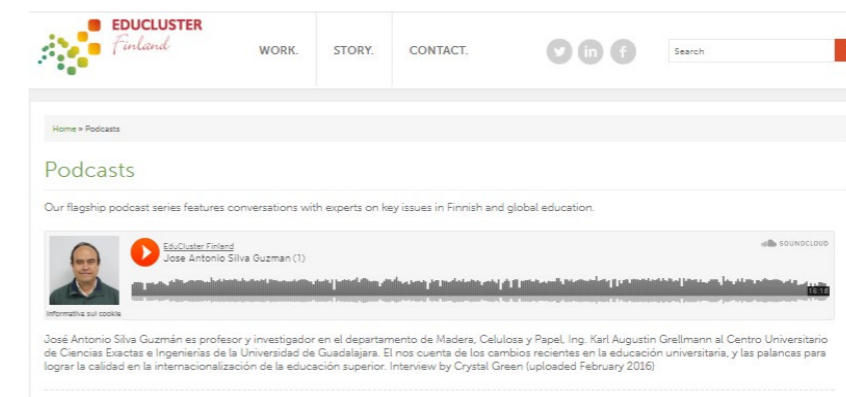 EDUCLUSTER
Finland
WORK.
STORY.
CONTACT.
in f
Search
Home » Podcasts
Podcasts
Our flagship podcast series features conversations with experts on key issues in Finnish and global education.
EduCluster Finland
SOUNDCLOUD
Jose Antonio Silva Guzman (1)
16:18
Informativa sui cookie
José Antonio Silva Guzmán es profesor y investigador en el departamento de Madera, Celulosa y Papel, Ing. Karl Augustin Grellmann al Centro Universitario
de Ciencias Exactas e Ingenierías de la Universidad de Guadalajara. El nos cuenta de los cambios recientes en la educación universitaria, y las palancas para
lograr la calidad en la internacionalización de la educación superior. Interview by Crystal Green (uploaded February 2016)